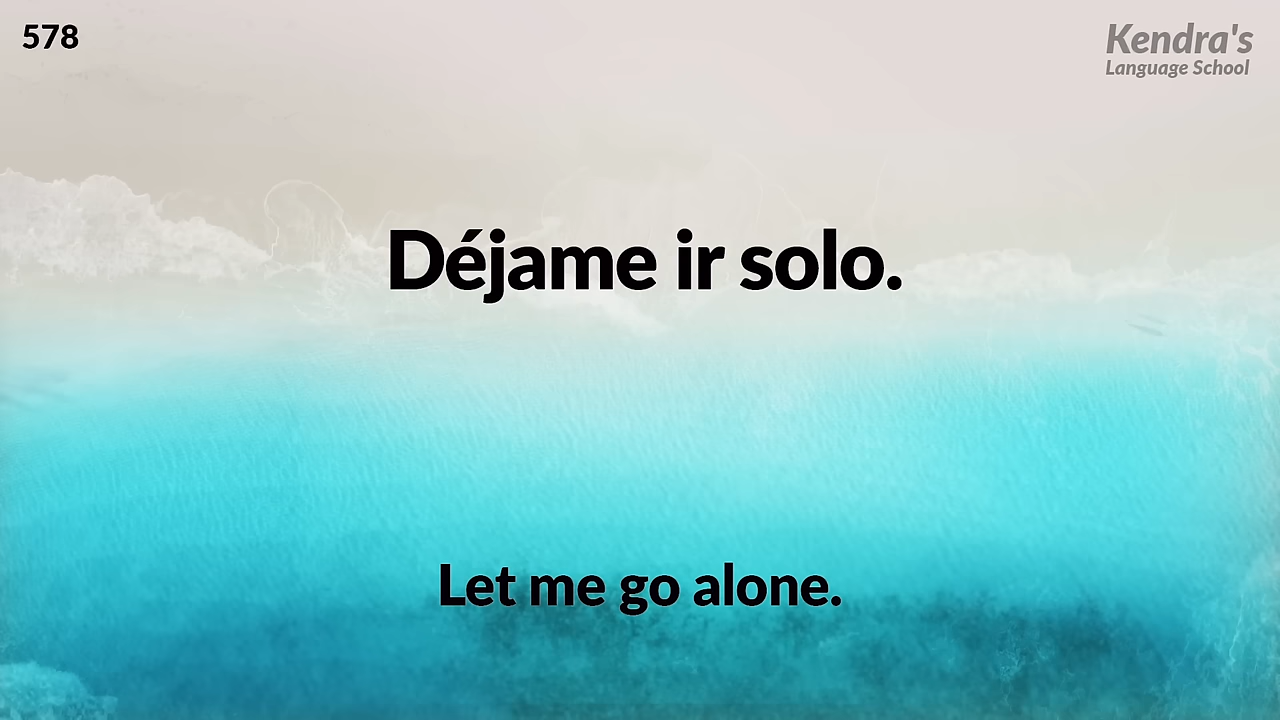 578
Kendra's
Language School
Déjame ir solo.
Let me go alone.